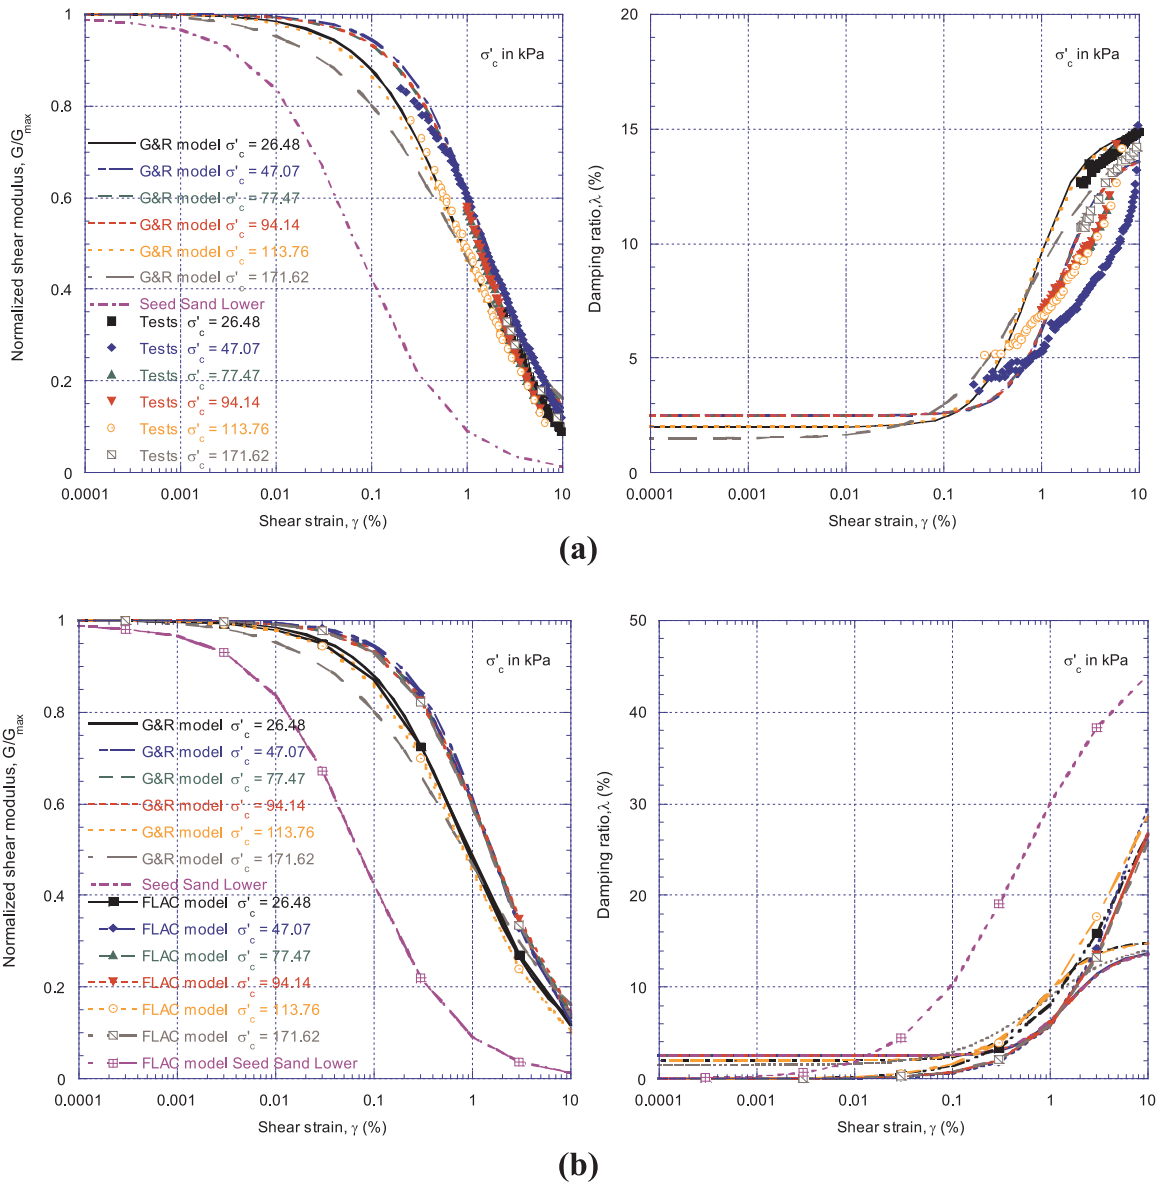 1
0.8
0.6
0.4
0.2
0
Normalized shear modulus, G/Gmax
σ'c in kPa
G&R model σ'c = 26.48
G&R model σ'c = 47.07
G&R model σ'c = 77.47
G&R model σ'c = 94.14
G&R model σ'c = 113.76
G&R model σ'c = 171.62
Seed Sand Lower
Tests σ'c = 26.48
Tests σ'c = 47.07
Tests σ'c = 77.47
Tests σ'c = 94.14
Tests σ'c = 113.76
Tests σ'c = 171.62
0.0001 0.001 0.01 0.1 1 10
Shear strain, γ (%)
20
15
10
5
0
Damping ratio,λ (%)
σ'c in kPa
0.0001 0.001 0.01 0.1 1 10
Shear strain, γ (%)
(a)
1
0.8
0.6
0.4
0.2
0
Normalized shear modulus, G/Gmax
σ'c in kPa
G&R model σ'c = 26.48
G&R model σ'c = 47.07
G&R model σ'c = 77.47
G&R model σ'c = 94.14
G&R model σ'c = 113.76
G&R model σ'c = 171.62
Seed Sand Lower
FLAC model σ'c = 26.48
FLAC model σ'c = 47.07
FLAC model σ'c = 77.47
FLAC model σ'c = 94.14
FLAC model σ'c = 113.76
FLAC model σ'c = 171.62
FLAC model Seed Sand Lower
0.0001 0.001 0.01 0.1 1 10
Shear strain, γ (%)
50
40
30
20
10
0
Damping ratio,λ (%)
σ'c in kPa
0.0001 0.001 0.01 0.1 1 10
Shear strain, γ (%)
(b)